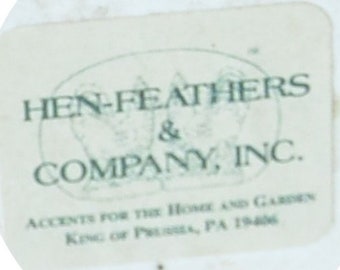 HEN-FEATHERS
&
COMPANY, INC.
ACCENTS FOR THE HOME AND GARDEN
KING OF PRUSSIA, PA 19406